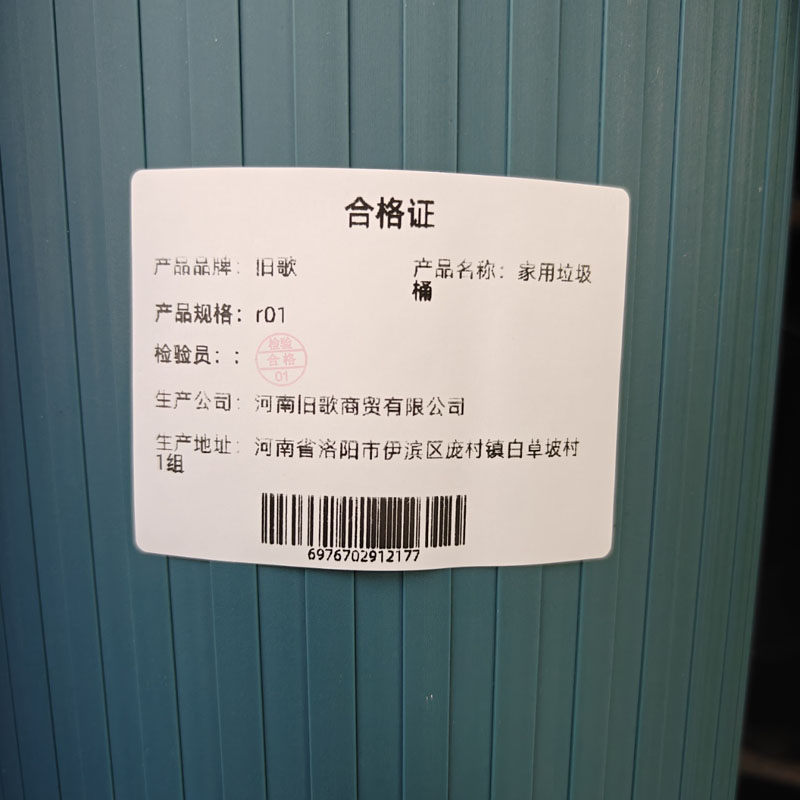 合格证
产品品牌：旧歌
产品名称：家用垃圾
桶
产品规格：r01
检验员：：
检验
合格
01
生产公司：河南旧歌商贸有限公司
生产地址：河南省洛阳市伊滨区庞村镇白草坡村
1组
6976702912177